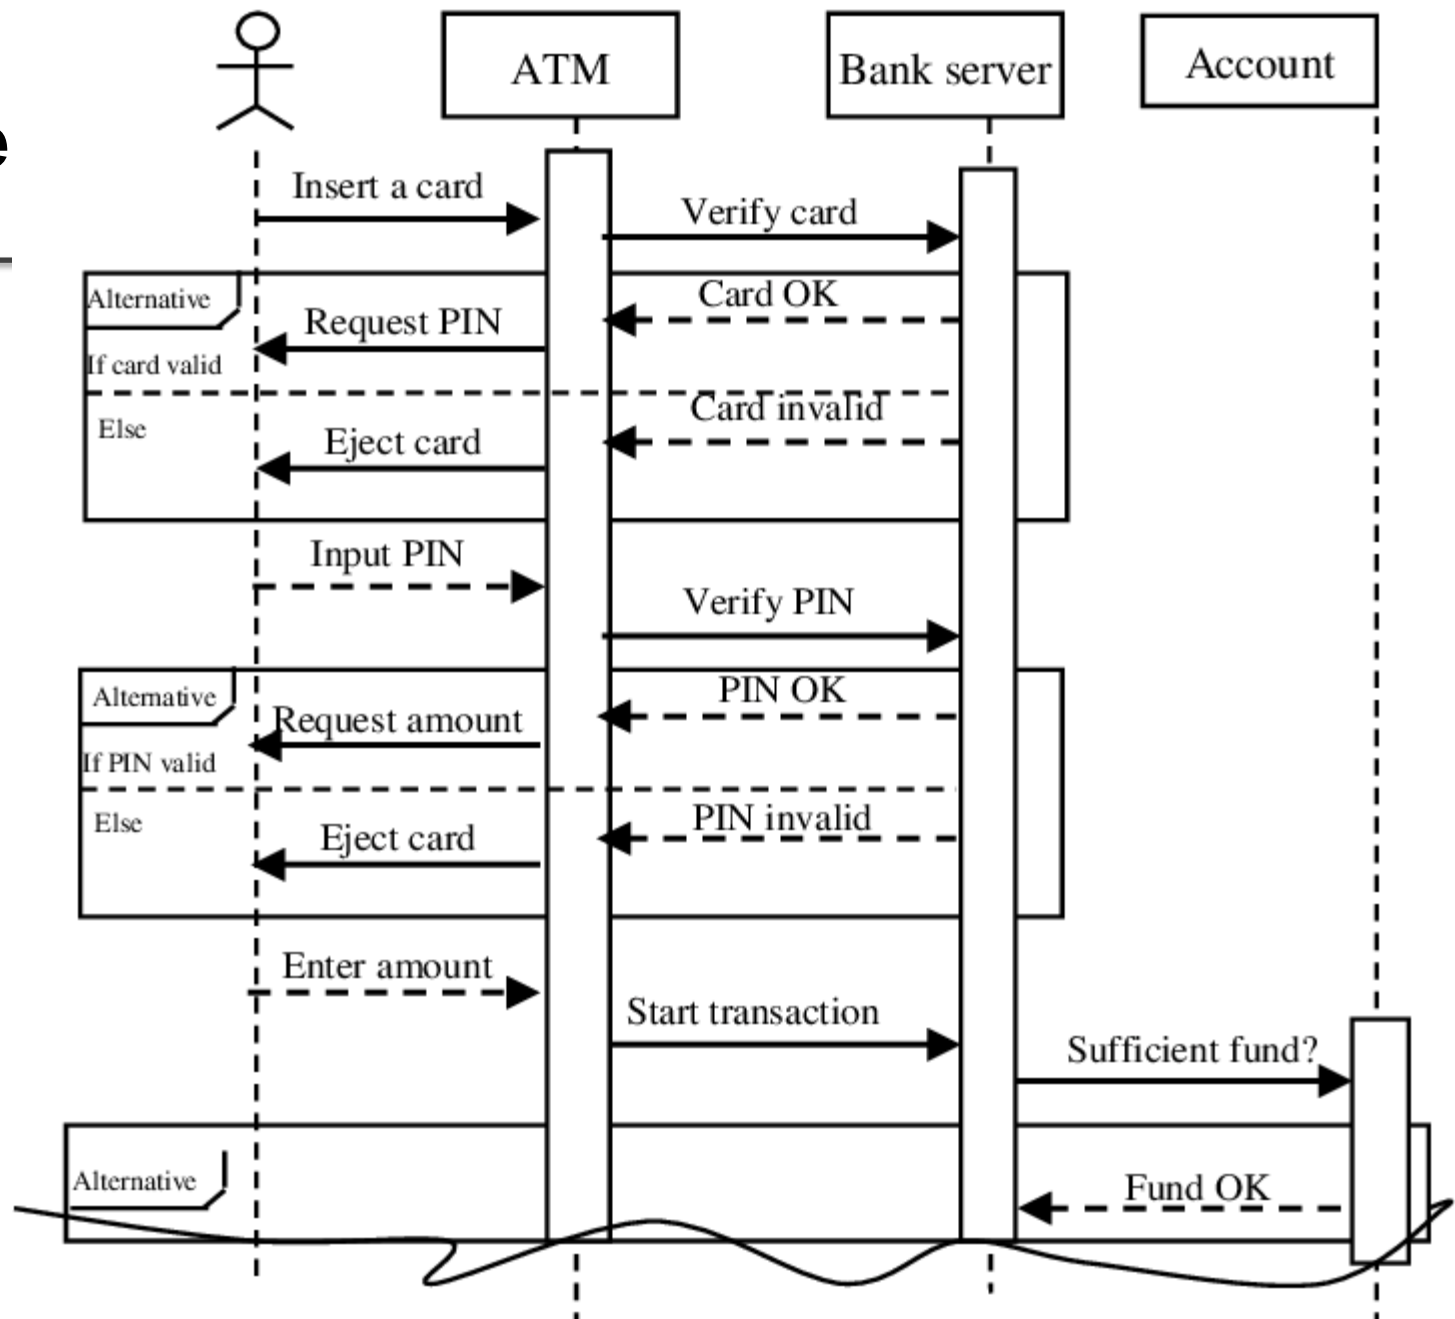 ATM
Bank server
Account
e
Insert a card
Verify card
Alternative
Card OK
Request PIN
If card valid
Card invalid
Else
Eject card
Input PIN
Verify PIN
Alternative
PIN OK
Request amount
If PIN valid
PIN invalid
Else
Eject card
Enter amount
Start transaction
Sufficient fund?
Alternative
Fund OK